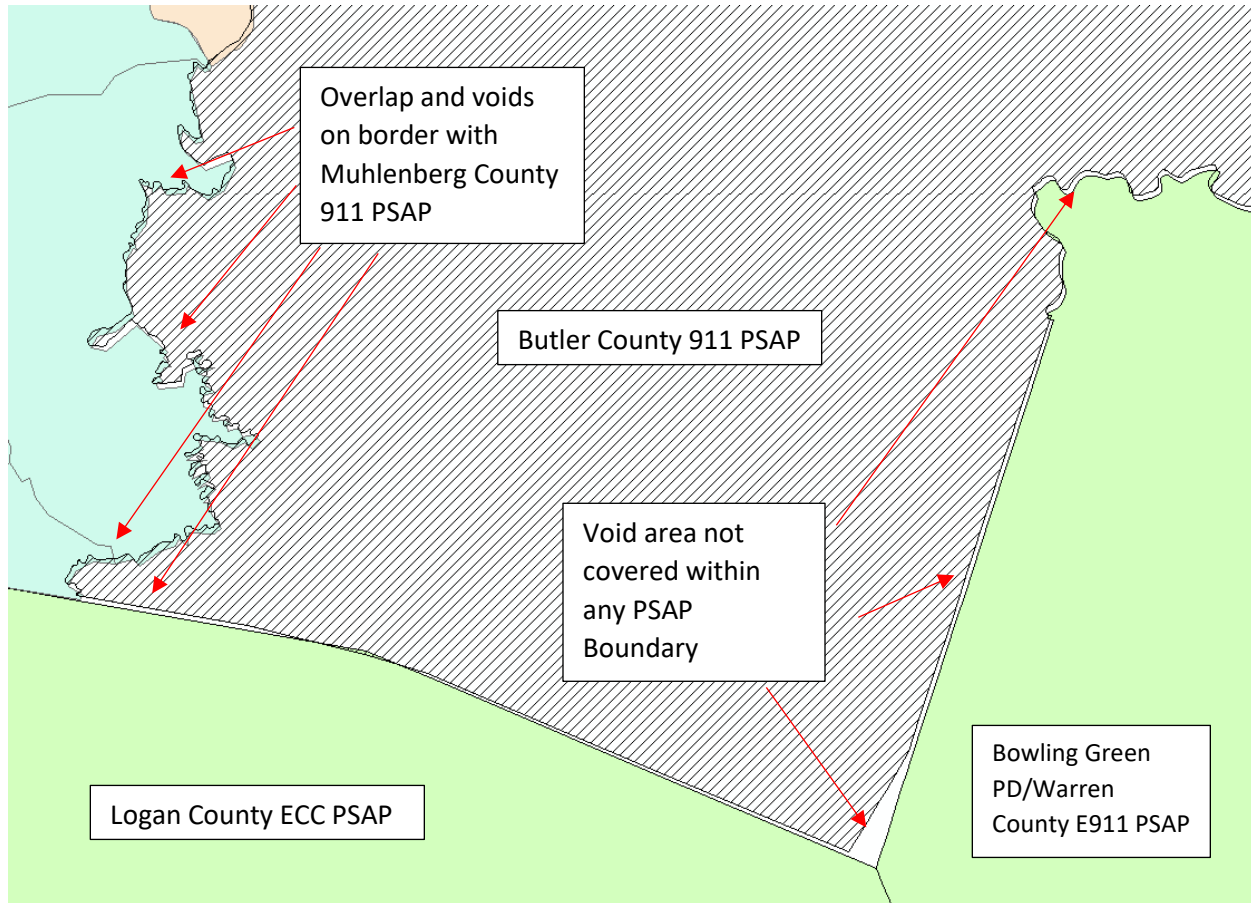 Overlap and voids
on border with
Muhlenberg County
911 PSAP
Butler County 911 PSAP
Void area not
covered within
any PSAP
Boundary
Logan County ECC PSAP
Bowling Green
PD/Warren
County E911 PSAP